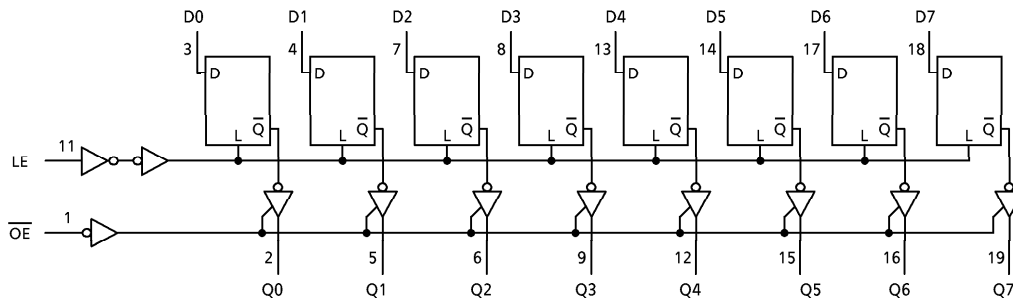 D0 D1 D2 D3 D4 D5 D6 D7
3 4 7 8 13 14 17 18
D D D D D D D D
L Q̅ L Q̅ L Q̅ L Q̅ L Q̅ L Q̅ L Q̅ L Q̅
LE 11
O̅E̅ 1
2 5 6 9 12 15 16 19
Q0 Q1 Q2 Q3 Q4 Q5 Q6 Q7